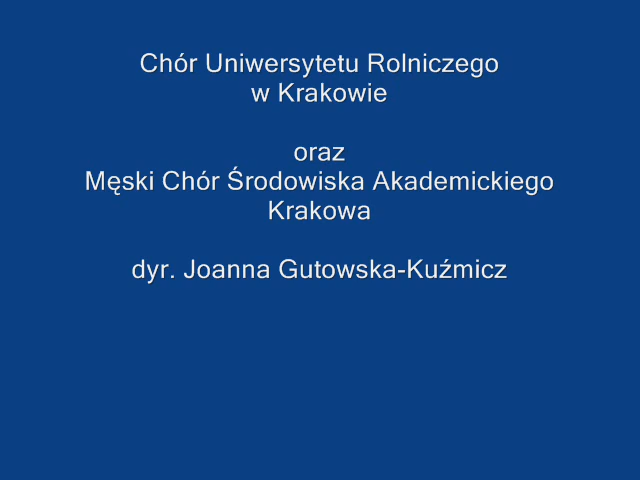 Chór Uniwersytetu Rolniczego
w Krakowie
oraz
Męski Chór Środowiska Akademickiego
Krakowa
dyr. Joanna Gutowska-Kuźmicz